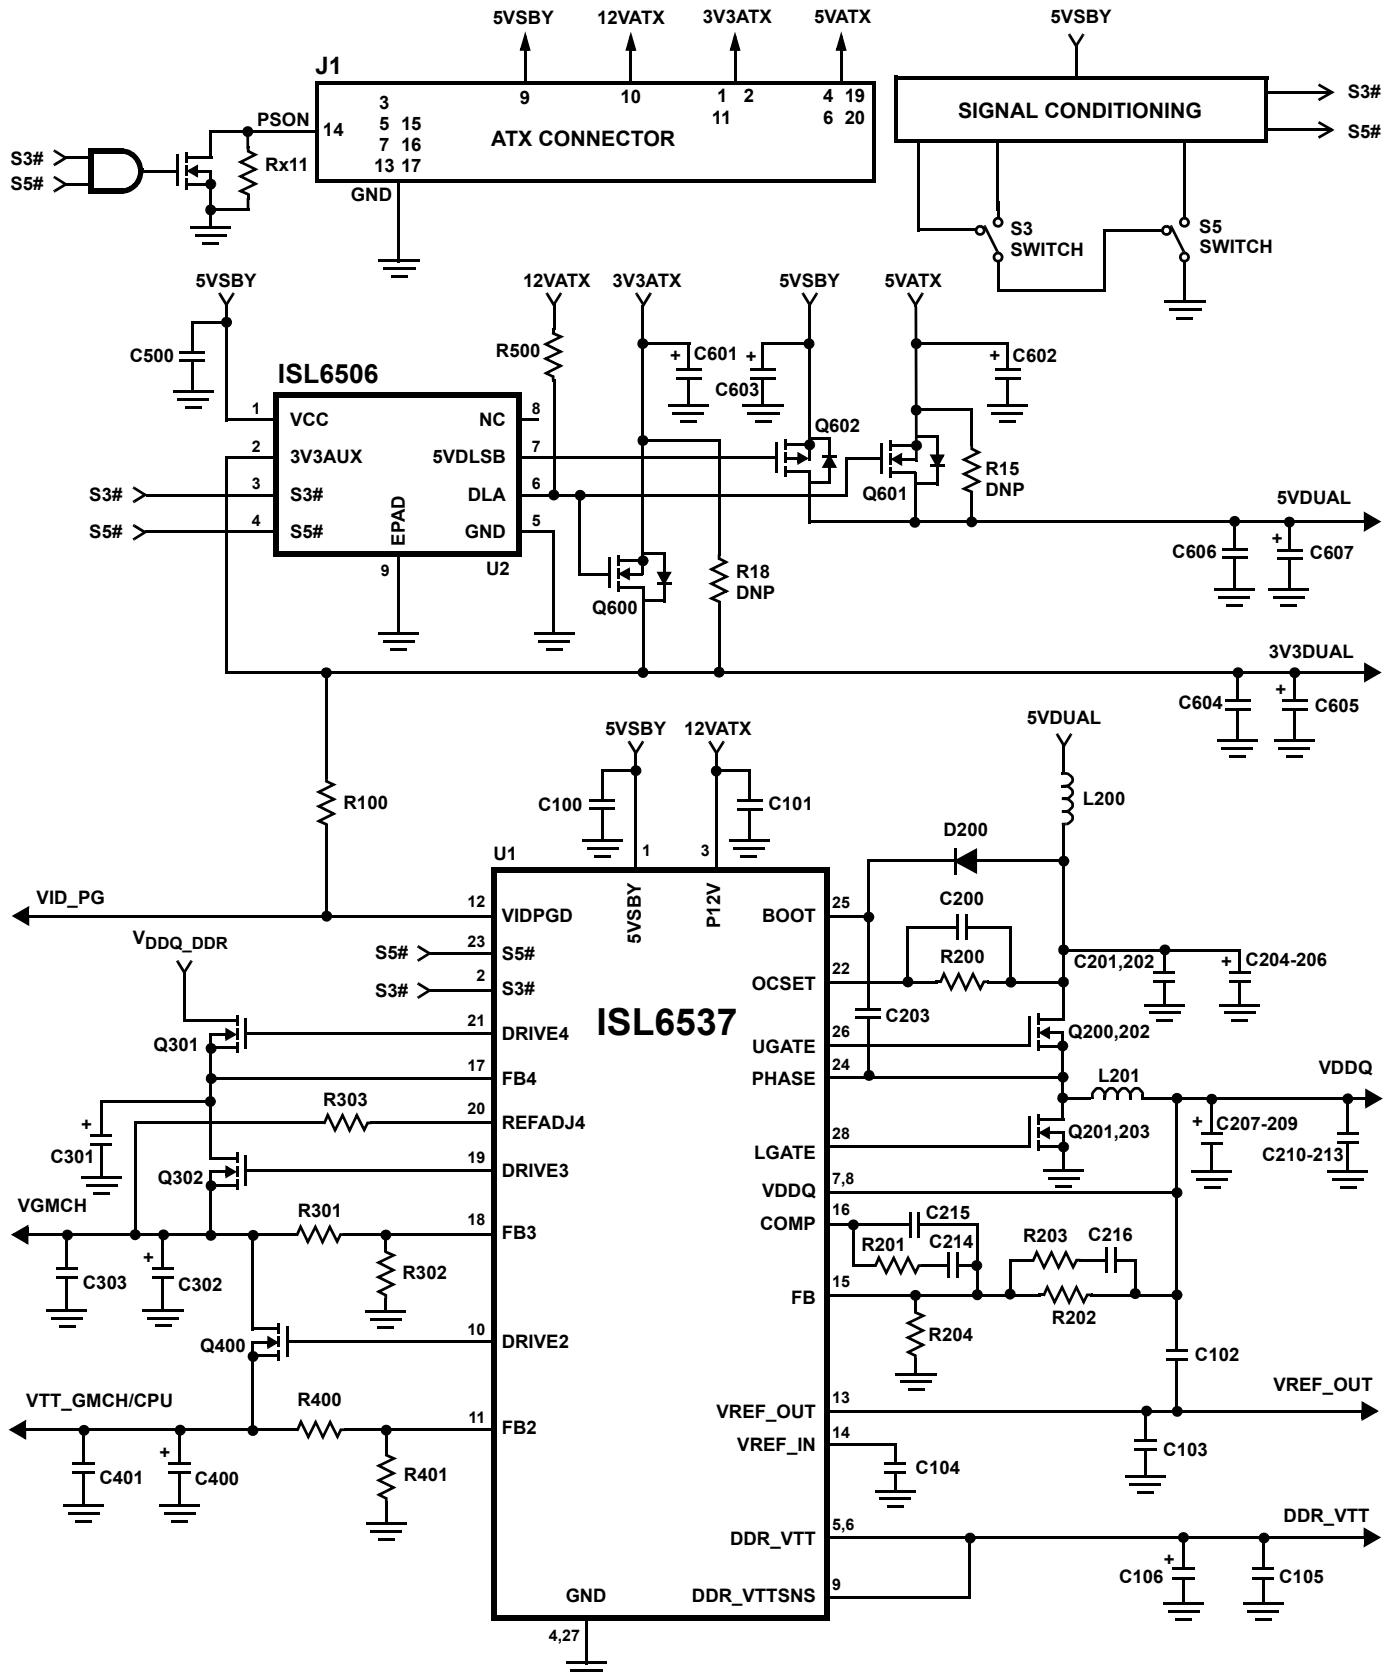 5VSBY 12VATX 3V3ATX 5VATX 5VSBY
J1
9 10 1 2 4 19
11 6 20
3
5 15
7 16
13 17
PSON 14
ATX CONNECTOR
GND
S3#
S5#
Rx11
SIGNAL CONDITIONING
S3#
S5#
S3
SWITCH
S5
SWITCH
5VSBY 12VATX 3V3ATX 5VSBY 5VATX
C500
R500
+ C601
+
C603
+ C602
ISL6506
1 VCC
2 3V3AUX
S3# 3 S3#
S5# 4 S5#
EPAD
9
NC 8
5VDLSB 7
DLA 6
GND 5
U2
Q602
Q601
R15
DNP
Q600
R18
DNP
5VDUAL
C606
+ C607
3V3DUAL
C604
+ C605
R100
5VSBY 12VATX
C100
C101
5VDUAL
L200
D200
U1
1 3
5VSBY
P12V
ISL6537
VID_PG 12 VIDPGD
VDDQ_DDR
S5# 23 S5#
S3# 2 S3#
Q301 21 DRIVE4
17 FB4
R303 20 REFADJ4
+
C301
Q302 19 DRIVE3
VGMCH
R301 18 FB3
C303
+
C302
R302
Q400 10 DRIVE2
VTT_GMCH/CPU
R400 11 FB2
C401
+
C400
R401
GND
4,27
BOOT 25
C200
R200
OCSET 22
C201,202
+ C204-206
C203
UGATE 26
Q200,202
PHASE 24
L201
VDDQ
LGATE 28
Q201,203
+ C207-209
C210-213
VDDQ 7,8
COMP 16
C215
R201
C214
R203
C216
FB 15
R202
R204
C102
VREF_OUT 13
VREF_OUT
VREF_IN 14
C104
C103
DDR_VTT 5,6
DDR_VTT
DDR_VTTSNS 9
+
C106
C105